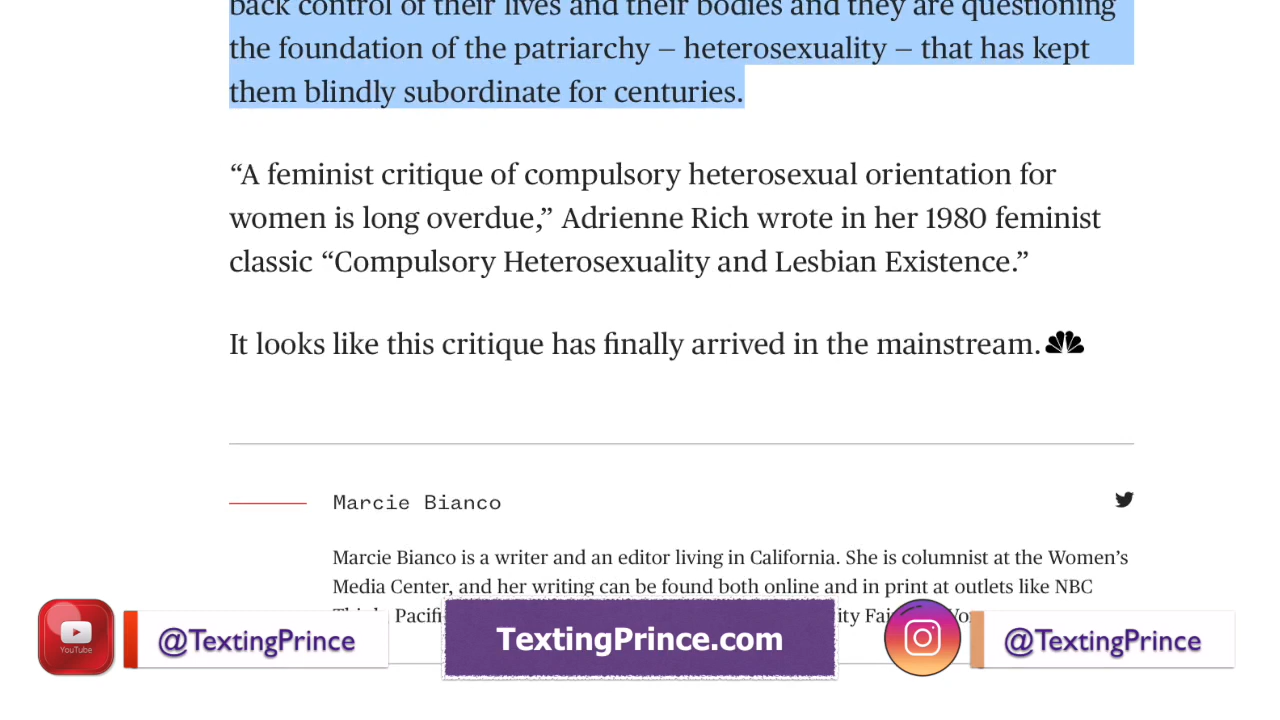 back control of their lives and their bodies and they are questioning
the foundation of the patriarchy — heterosexuality — that has kept
them blindly subordinate for centuries.
“A feminist critique of compulsory heterosexual orientation for
women is long overdue,” Adrienne Rich wrote in her 1980 feminist
classic “Compulsory Heterosexuality and Lesbian Existence.”
It looks like this critique has finally arrived in the mainstream.
Marcie Bianco
Marcie Bianco is a writer and an editor living in California. She is columnist at the Women’s
Media Center, and her writing can be found both online and in print at outlets like NBC
YouTube
@TextingPrince
TextingPrince.com
@TextingPrince